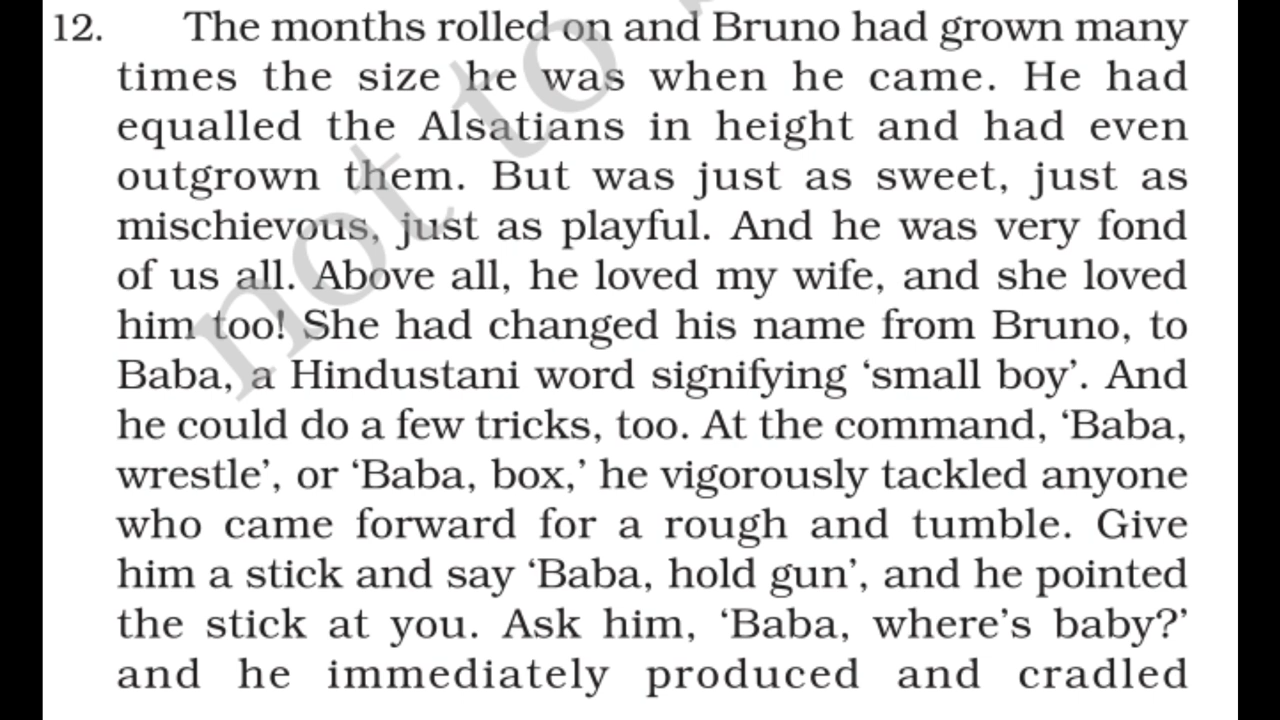 12. The months rolled on and Bruno had grown many
times the size he was when he came. He had
equalled the Alsatians in height and had even
outgrown them. But was just as sweet, just as
mischievous, just as playful. And he was very fond
of us all. Above all, he loved my wife, and she loved
him too! She had changed his name from Bruno, to
Baba, a Hindustani word signifying ‘small boy’. And
he could do a few tricks, too. At the command, ‘Baba,
wrestle’, or ‘Baba, box,’ he vigorously tackled anyone
who came forward for a rough and tumble. Give
him a stick and say ‘Baba, hold gun’, and he pointed
the stick at you. Ask him, ‘Baba, where’s baby?’
and he immediately produced and cradled
not to